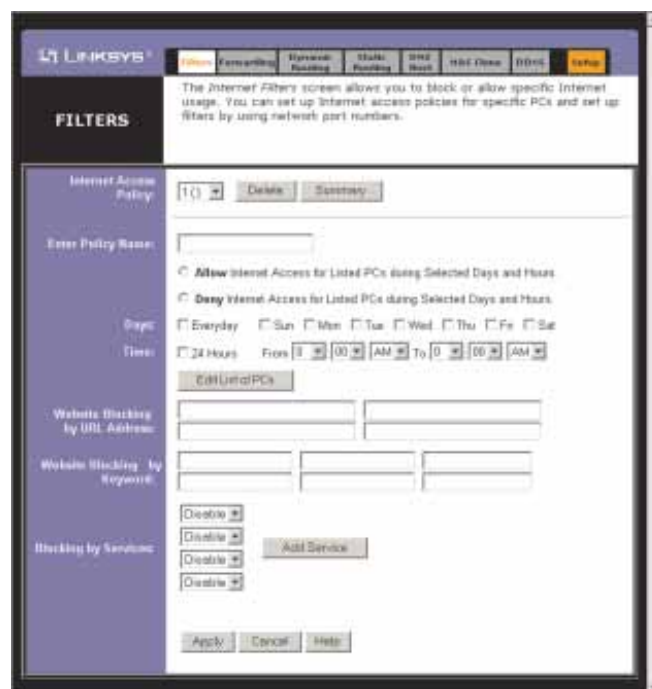 LINKSYS
Filters Forwarding Dynamic Routing Static Routing DMZ Host MAC Clone DDNS Setup
FILTERS
The Internet Filters screen allows you to block or allow specific Internet
usage. You can set up Internet access policies for specific PCs and set up
filters by using network port numbers.
Internet Access Policy: 1 () Delete Summary
Enter Policy Name:
Allow Internet Access for Listed PCs during Selected Days and Hours
Deny Internet Access for Listed PCs during Selected Days and Hours
Days: Everyday Sun Mon Tue Wed Thu Fri Sat
Time: 24 Hours From 0 00 AM To 0 00 AM
Edit List of PCs
Website Blocking by URL Address:
Website Blocking by Keyword:
Blocking by Services:
Disable
Disable
Add Service
Disable
Disable
Apply Cancel Help